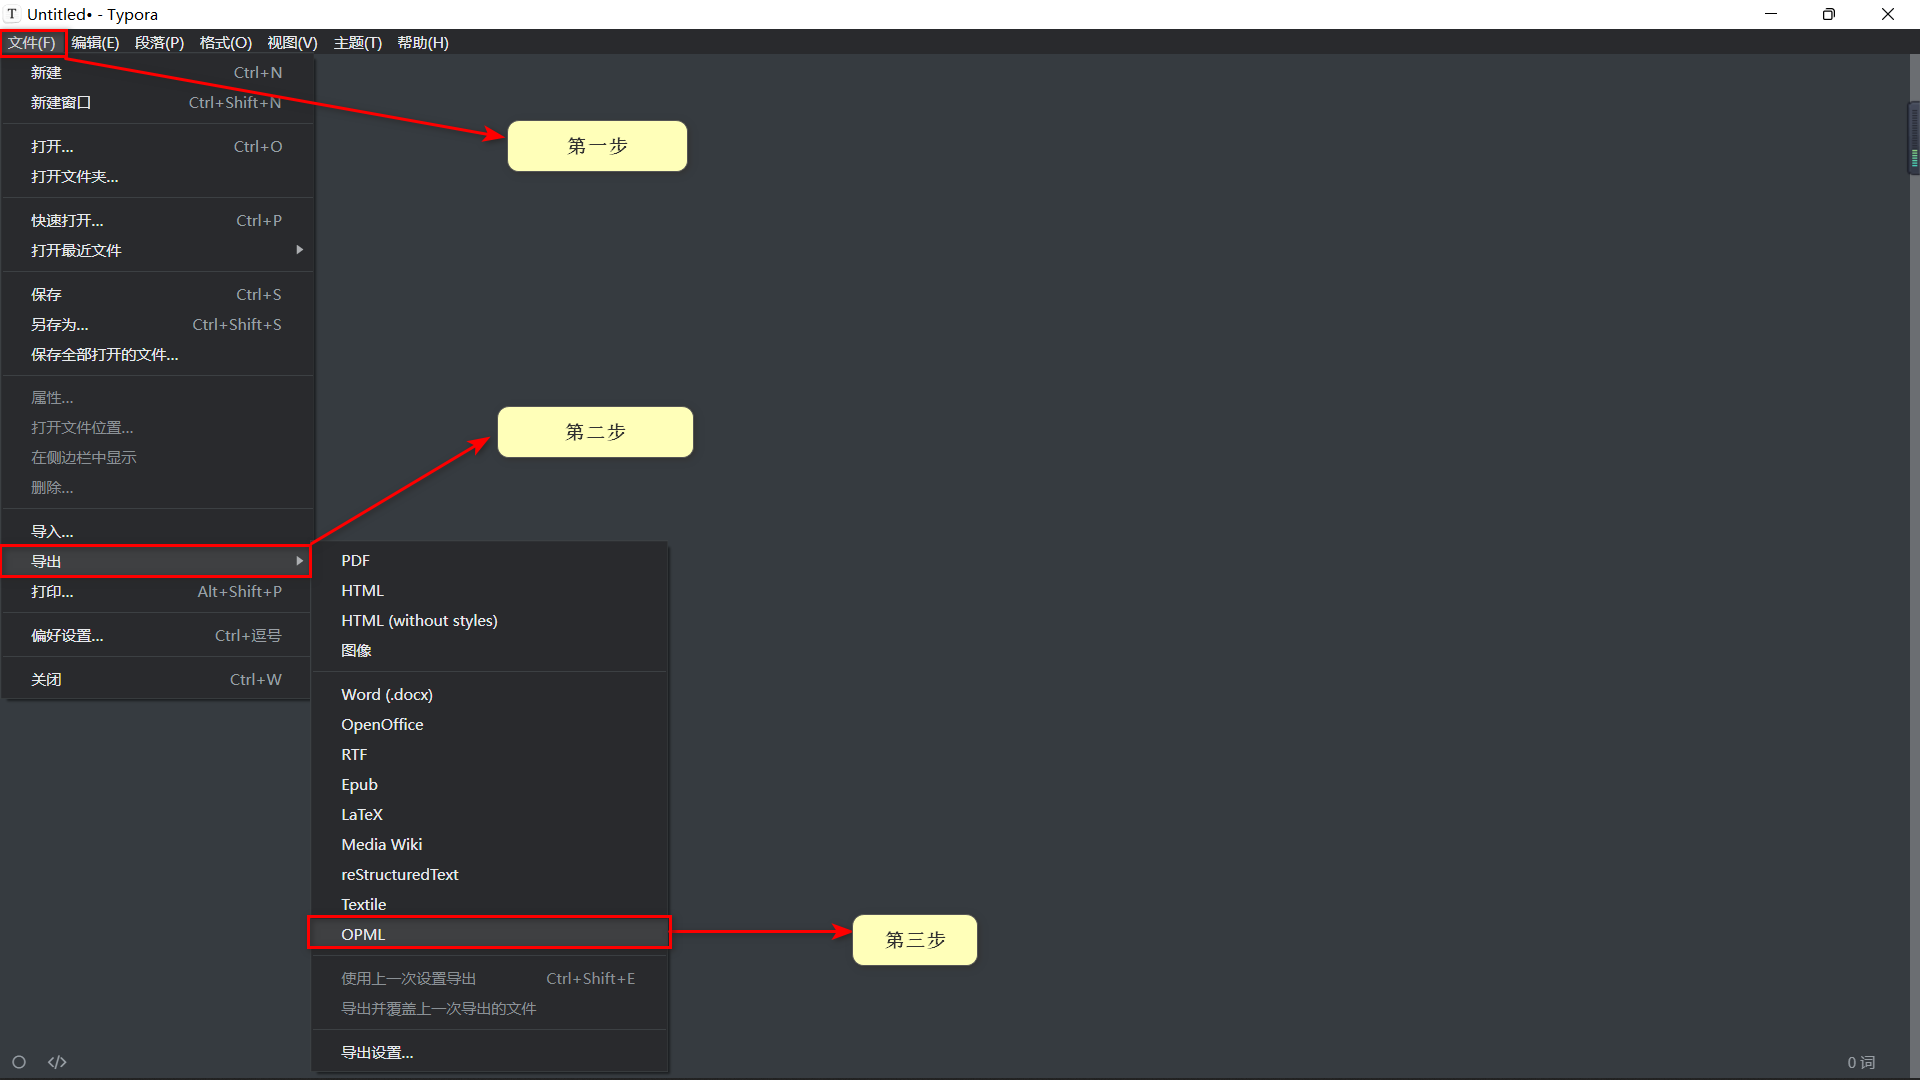 T Untitled• - Typora
文件(F) 编辑(E) 段落(P) 格式(O) 视图(V) 主题(T) 帮助(H)
新建 Ctrl+N
新建窗口 Ctrl+Shift+N
第一步
打开... Ctrl+O
打开文件夹...
快速打开... Ctrl+P
打开最近文件
保存 Ctrl+S
另存为... Ctrl+Shift+S
保存全部打开的文件...
属性...
打开文件位置...
第二步
在侧边栏中显示
删除...
导入...
导出
打印... Alt+Shift+P
偏好设置... Ctrl+逗号
关闭 Ctrl+W
PDF
HTML
HTML (without styles)
图像
Word (.docx)
OpenOffice
RTF
Epub
LaTeX
Media Wiki
reStructuredText
Textile
OPML
第三步
使用上一次设置导出 Ctrl+Shift+E
导出并覆盖上一次导出的文件
导出设置...
</> 0 词